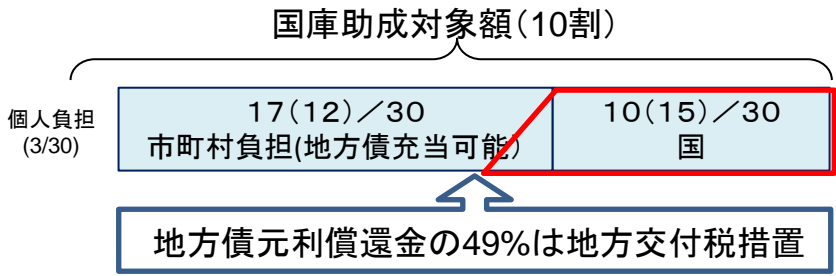 国庫助成対象額（10割）
個人負担
(3/30)
１７(１２)／３０
市町村負担(地方債充当可能）
１０(１５)／３０
国
地方債元利償還金の49%は地方交付税措置